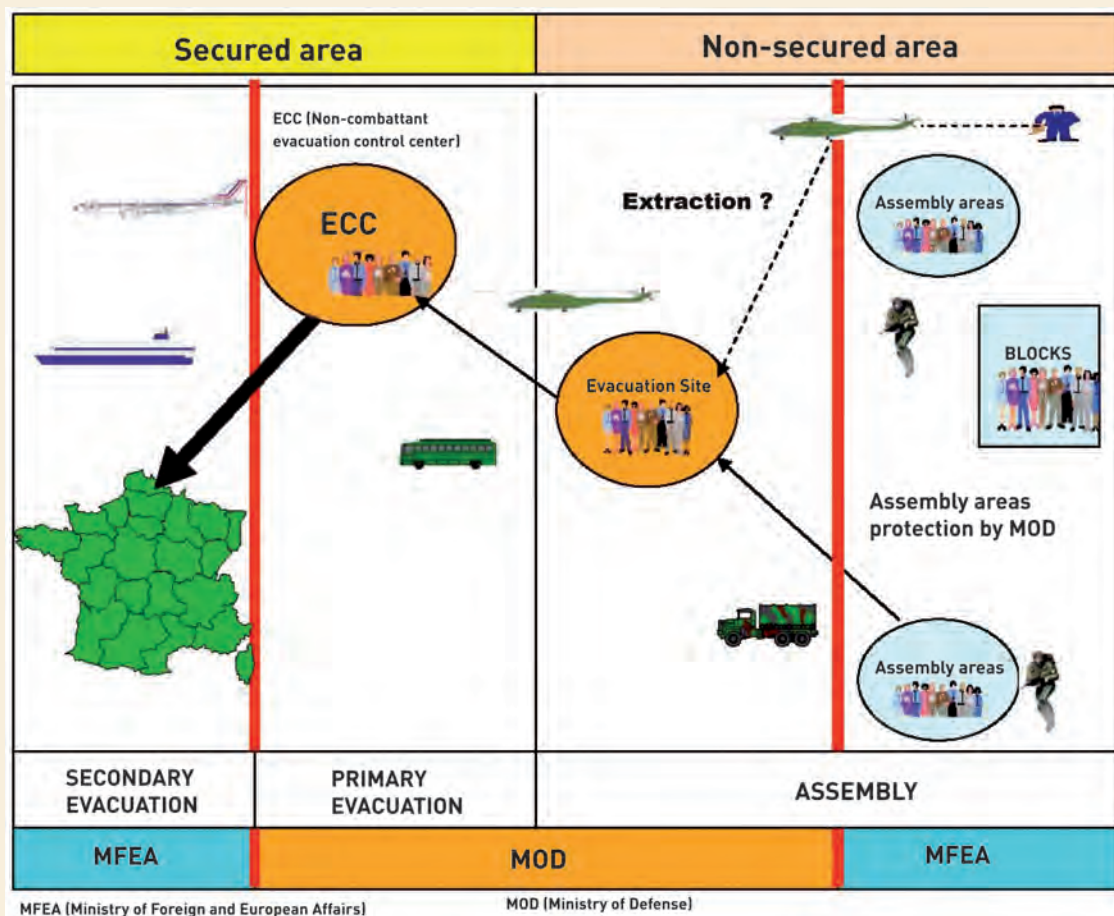 Secured area
Non-secured area
ECC (Non-combattant
evacuation control center)
ECC
Extraction ?
Assembly areas
BLOCKS
Evacuation Site
Assembly areas
protection by MOD
Assembly areas
SECONDARY
EVACUATION
PRIMARY
EVACUATION
ASSEMBLY
MFEA
MOD
MFEA
MFEA (Ministry of Foreign and European Affairs)
MOD (Ministry of Defense)